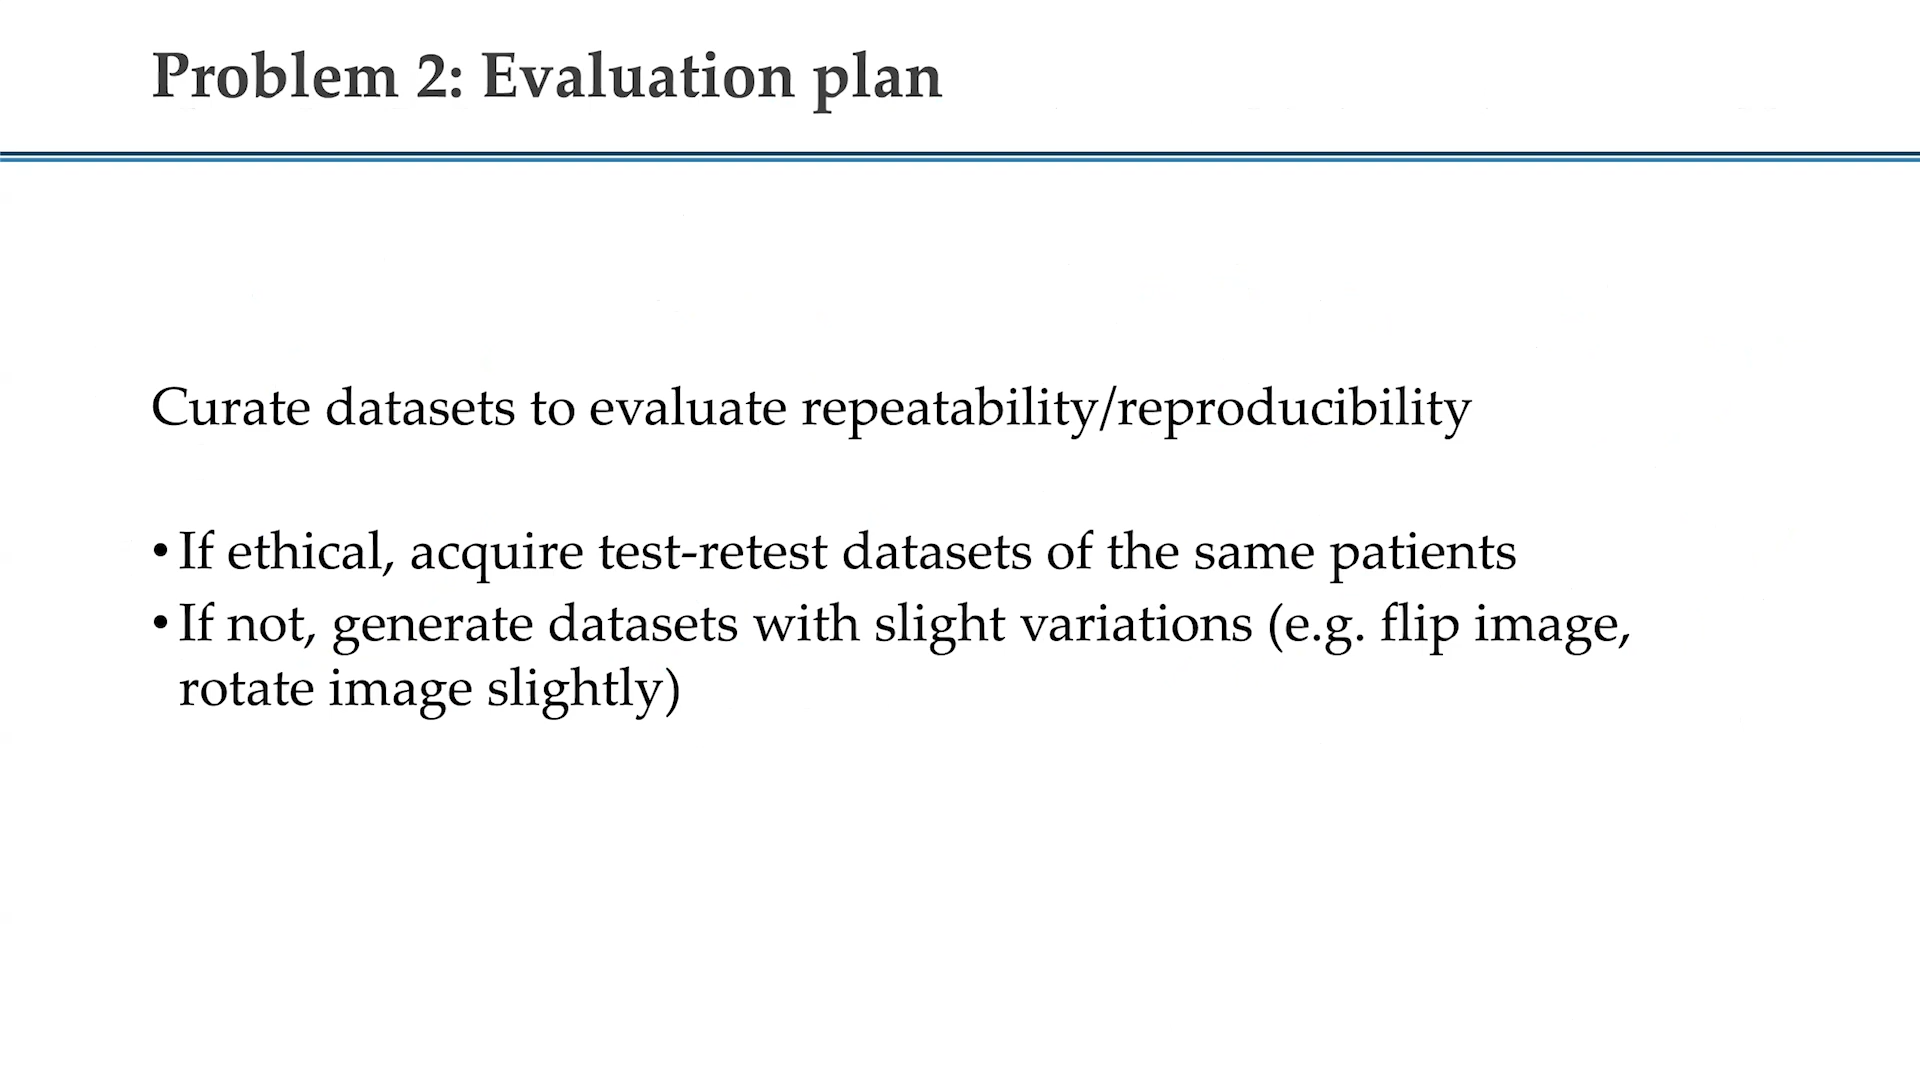 Problem 2: Evaluation plan
Curate datasets to evaluate repeatability/reproducibility
• If ethical, acquire test-retest datasets of the same patients
• If not, generate datasets with slight variations (e.g. flip image,
rotate image slightly)